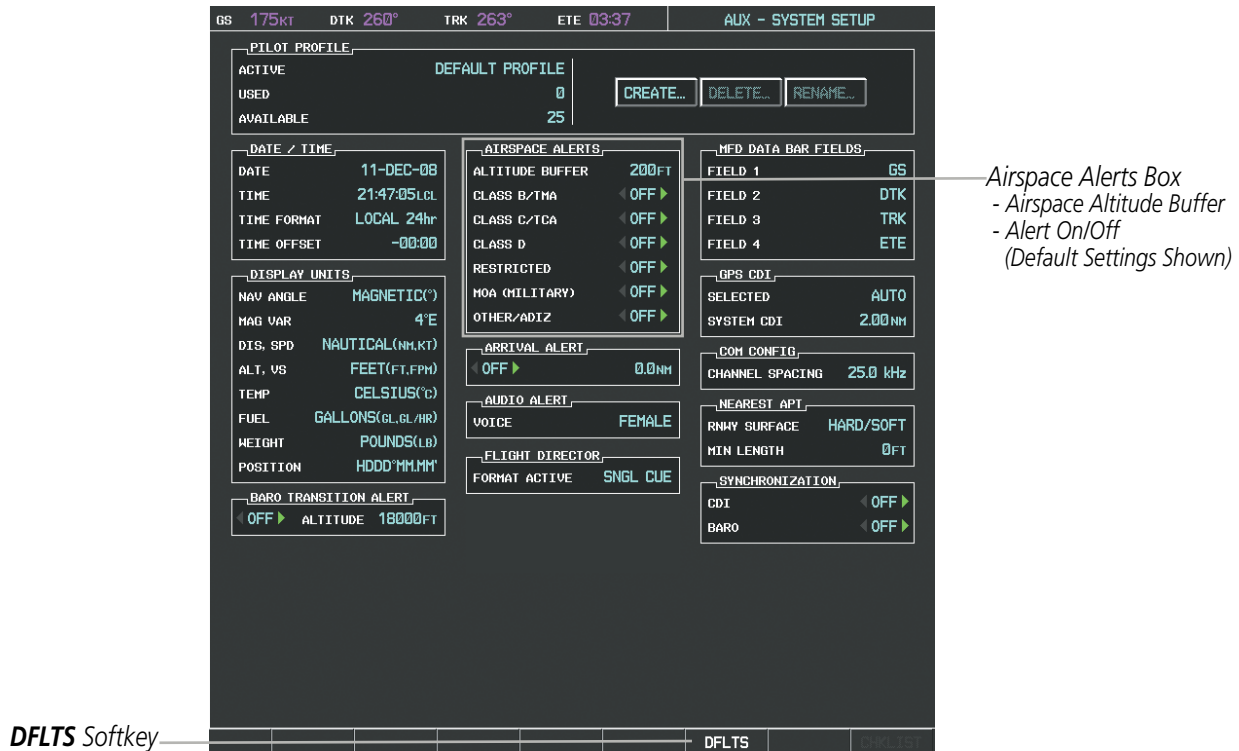 GS 175KT DTK 260° TRK 263° ETE 03:37 AUX - SYSTEM SETUP
PILOT PROFILE
ACTIVE DEFAULT PROFILE
USED 0
AVAILABLE 25
CREATE… DELETE… RENAME…
DATE / TIME
DATE 11-DEC-08
TIME 21:47:05LCL
TIME FORMAT LOCAL 24hr
TIME OFFSET -00:00
DISPLAY UNITS
NAV ANGLE MAGNETIC(°)
MAG VAR 4°E
DIS, SPD NAUTICAL(NM,KT)
ALT, VS FEET(FT,FPM)
TEMP CELSIUS(°C)
FUEL GALLONS(GL,GL/HR)
WEIGHT POUNDS(LB)
POSITION HDDD°MM.MM'
BARO TRANSITION ALERT
OFF ALTITUDE 18000FT
AIRSPACE ALERTS
ALTITUDE BUFFER 200FT
CLASS B/TMA OFF
CLASS C/TCA OFF
CLASS D OFF
RESTRICTED OFF
MOA (MILITARY) OFF
OTHER/ADIZ OFF
ARRIVAL ALERT
OFF 0.0NM
AUDIO ALERT
VOICE FEMALE
FLIGHT DIRECTOR
FORMAT ACTIVE SNGL CUE
MFD DATA BAR FIELDS
FIELD 1 GS
FIELD 2 DTK
FIELD 3 TRK
FIELD 4 ETE
GPS CDI
SELECTED AUTO
SYSTEM CDI 2.00NM
COM CONFIG
CHANNEL SPACING 25.0 kHz
NEAREST APT
RNWY SURFACE HARD/SOFT
MIN LENGTH 0FT
SYNCHRONIZATION
CDI OFF
BARO OFF
Airspace Alerts Box
- Airspace Altitude Buffer
- Alert On/Off
(Default Settings Shown)
DFLTS Softkey
DFLTS CHKLIST